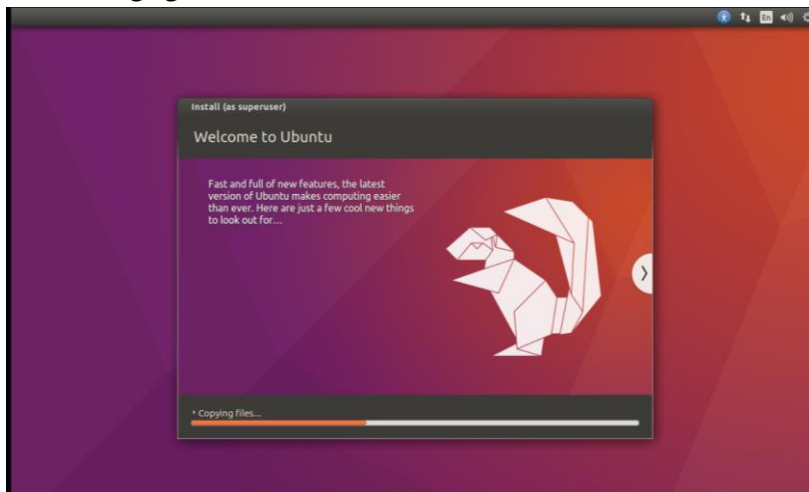 En
Install (as superuser)
Welcome to Ubuntu
Fast and full of new features, the latest
version of Ubuntu makes computing easier
than ever. Here are just a few cool new things
to look out for...
Copying files...